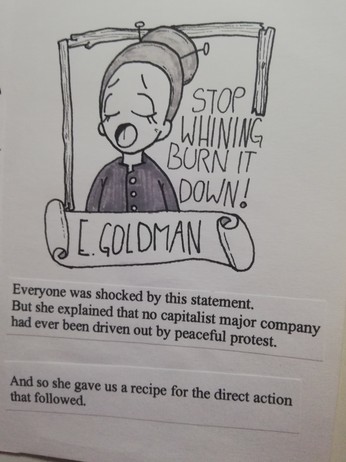 STOP
WHINING
BURN IT
DOWN!
E. GOLDMAN
Everyone was shocked by this statement.
But she explained that no capitalist major company
had ever been driven out by peaceful protest.
And so she gave us a recipe for the direct action
that followed.